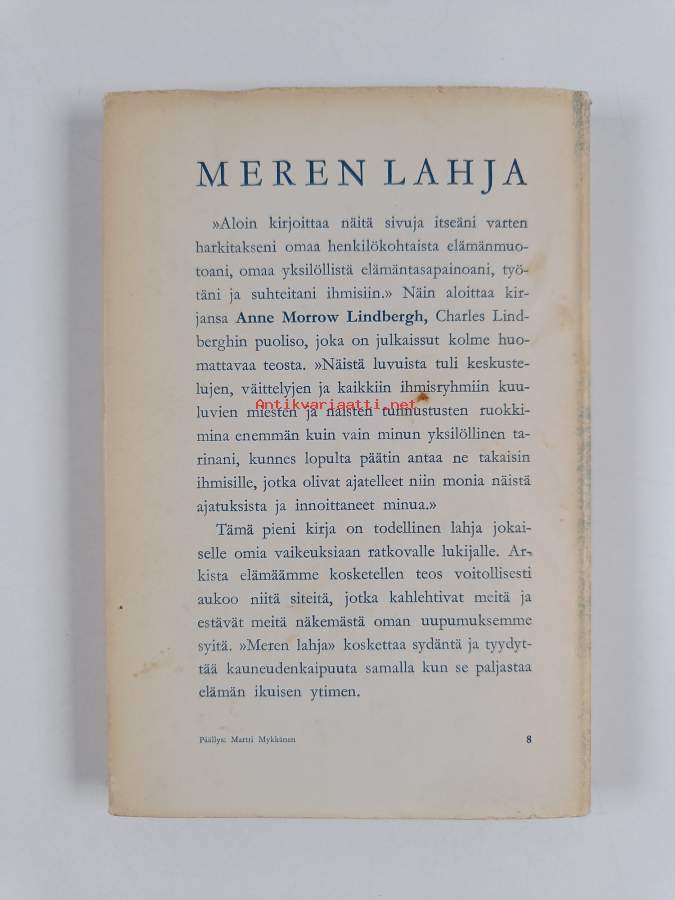 MEREN LAHJA
»Aloin kirjoittaa näitä sivuja itseäni varten
harkitakseni omaa henkilökohtaista elämänmuo-
toani, omaa yksilöllistä elämäntasapainoani, työ-
täni ja suhteitani ihmisiin.» Näin aloittaa kir-
jansa Anne Morrow Lindbergh, Charles Lind-
berghin puoliso, joka on julkaissut kolme huo-
mattavaa teosta. »Näistä luvuista tuli keskuste-
lujen, väittelyjen ja kaikkiin ihmisryhmiin kuu-
Antikvariaatti.net
luvien miesten ja naisten tunnustusten ruokki-
mina enemmän kuin vain minun yksilöllinen ta-
rinani, kunnes lopulta päätin antaa ne takaisin
ihmisille, jotka olivat ajatelleet niin monia näistä
ajatuksista ja innoittaneet minua.»
Tämä pieni kirja on todellinen lahja jokai-
selle omia vaikeuksiaan ratkovalle lukijalle. Ar-
kista elämäämme kosketellen teos voitollisesti
aukoo niitä siteitä, jotka kahlehtivat meitä ja
estävät meitä näkemästä oman uupumuksemme
syitä. »Meren lahja» koskettaa sydäntä ja tyydyt-
tää kauneudenkaipuuta samalla kun se paljastaa
elämän ikuisen ytimen.
Päällys: Martti Mykkänen 8